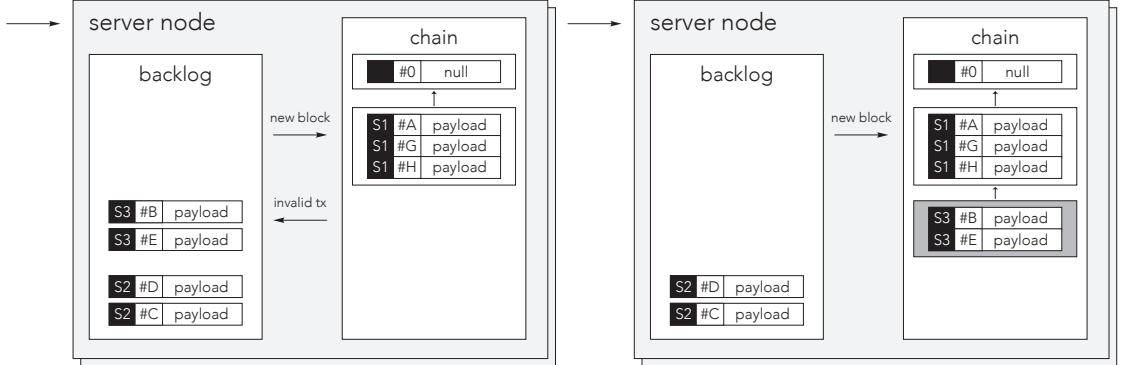 server node
backlog
new block
invalid tx
S3 #B payload
S3 #E payload
S2 #D payload
S2 #C payload
chain
#0 null
S1 #A payload
S1 #G payload
S1 #H payload
server node
backlog
new block
S2 #D payload
S2 #C payload
chain
#0 null
S1 #A payload
S1 #G payload
S1 #H payload
S3 #B payload
S3 #E payload